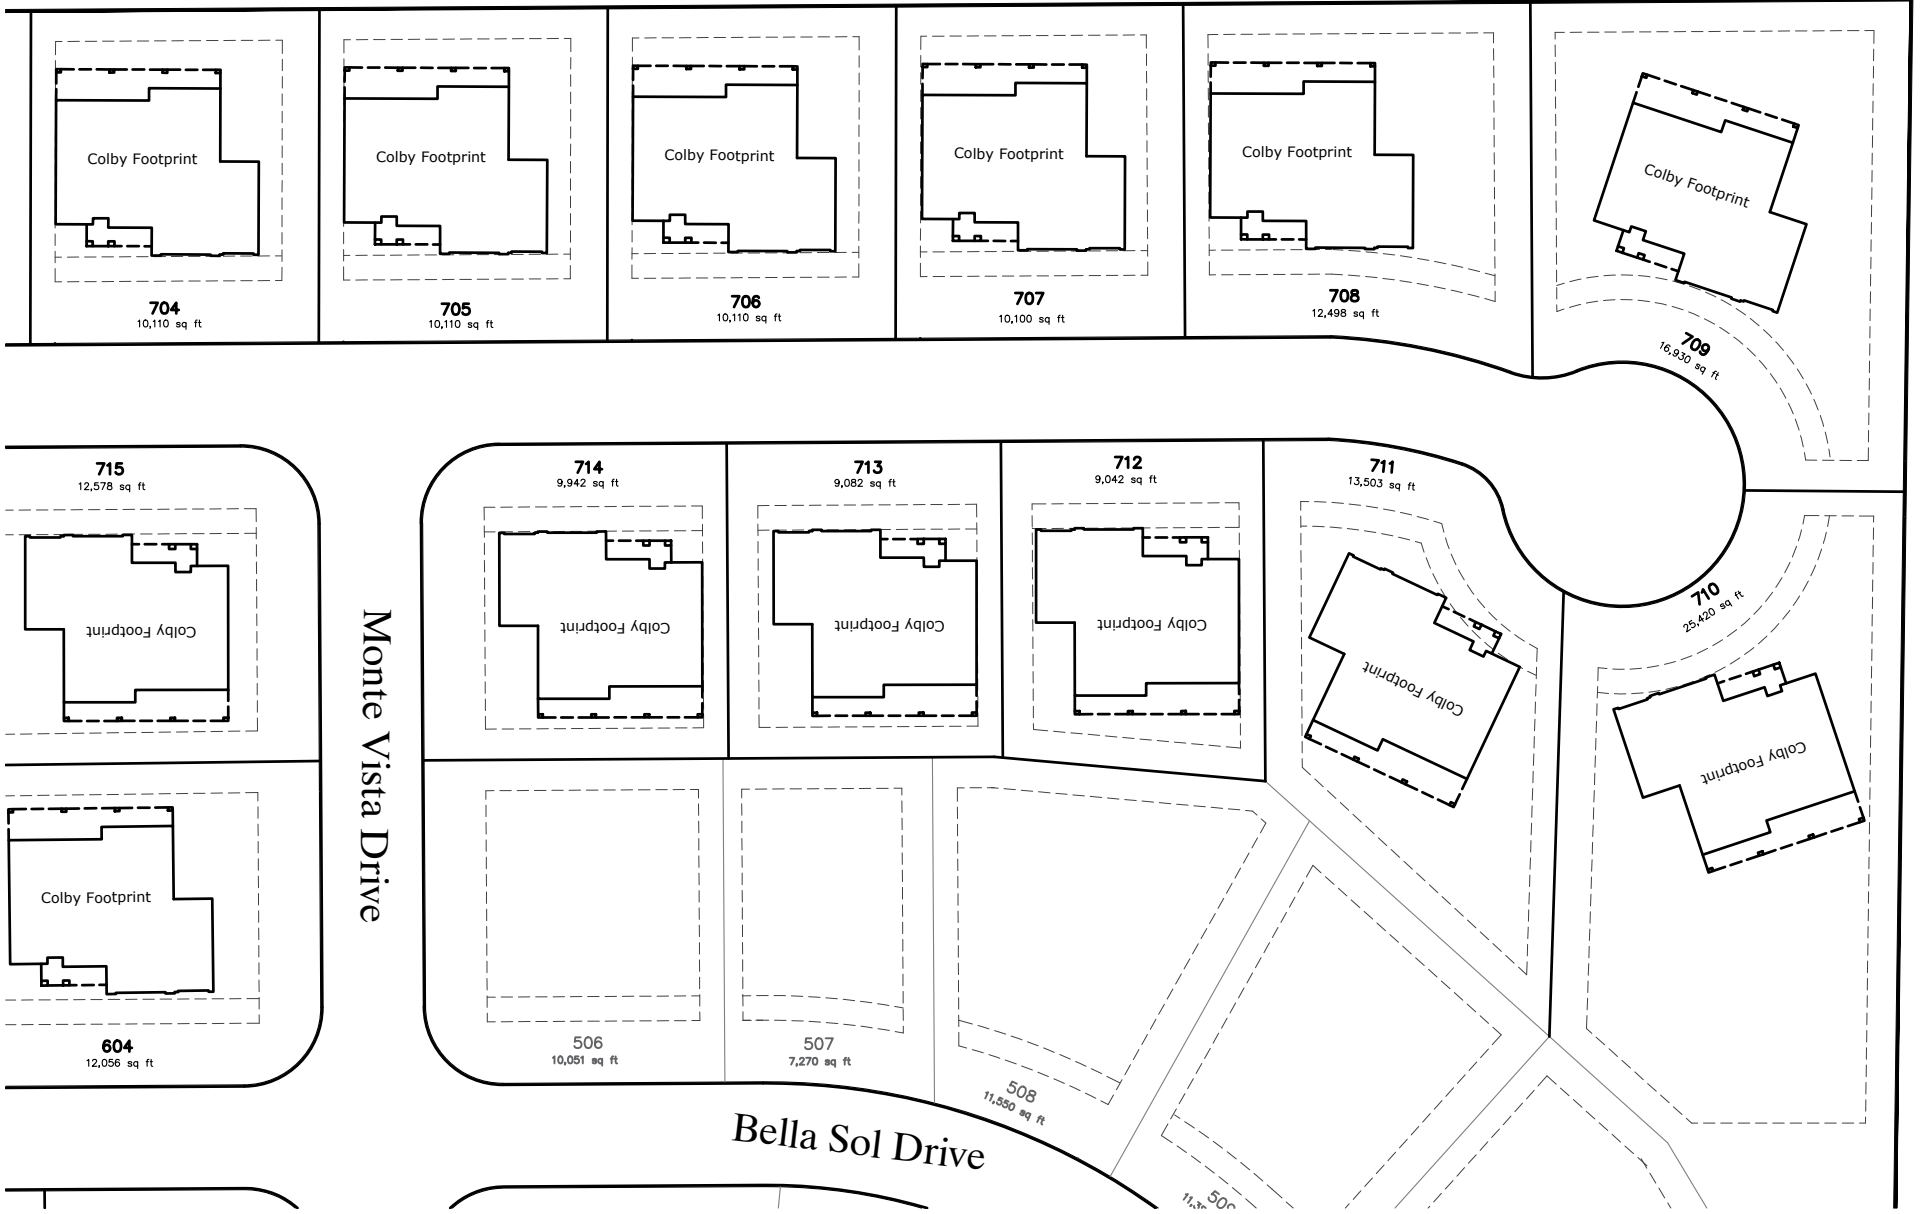 Colby Footprint
704
10,110 sq ft
Colby Footprint
705
10,110 sq ft
Colby Footprint
706
10,110 sq ft
Colby Footprint
707
10,100 sq ft
Colby Footprint
708
12,498 sq ft
Colby Footprint
709
16,930 sq ft
715
12,578 sq ft
Colby Footprint
714
9,942 sq ft
Colby Footprint
713
9,082 sq ft
Colby Footprint
712
9,042 sq ft
Colby Footprint
711
13,503 sq ft
Colby Footprint
710
25,420 sq ft
Colby Footprint
Monte Vista Drive
Colby Footprint
604
12,056 sq ft
506
10,051 sq ft
507
7,270 sq ft
508
11,550 sq ft
Bella Sol Drive
509